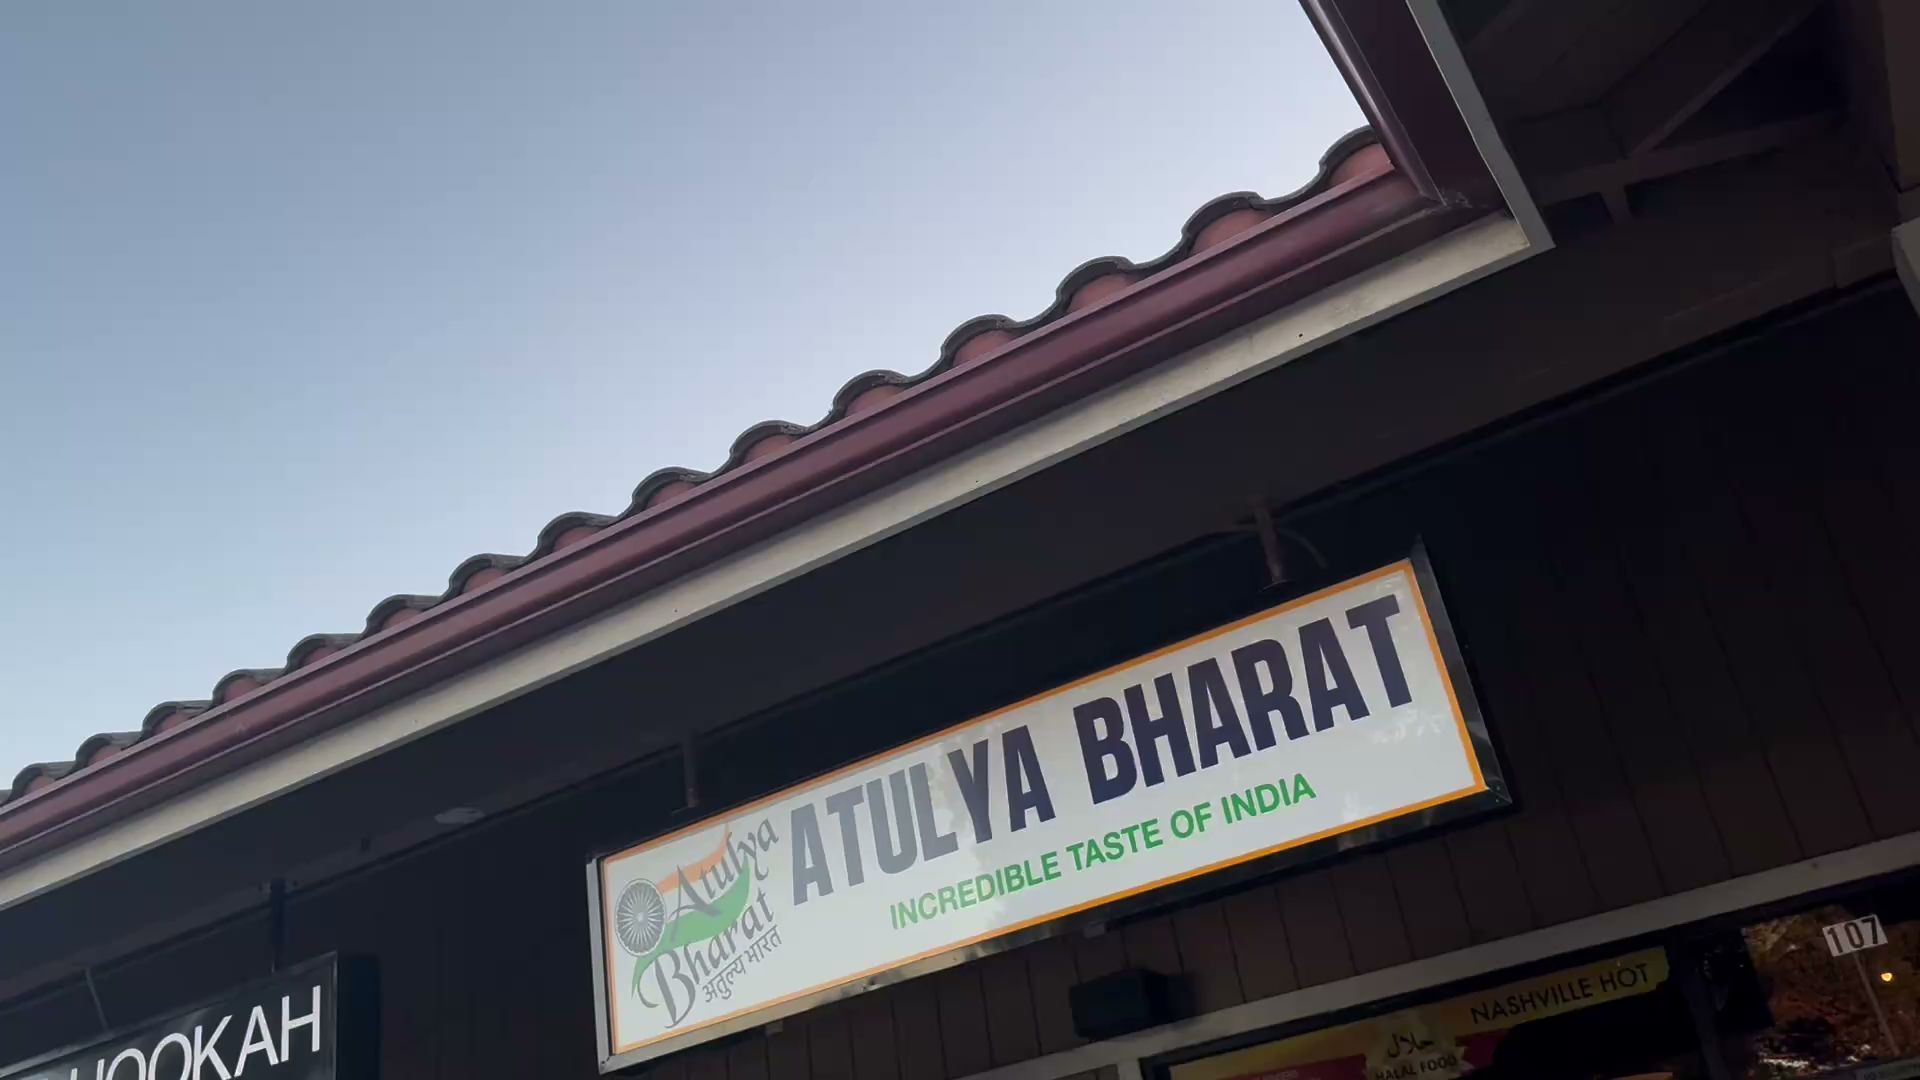 ATULYA BHARAT
INCREDIBLE TASTE OF INDIA
Atulya
Bharat
अतुल्य भारत
HOOKAH
107
NASHVILLE HOT
حلال
HALAL FOOD